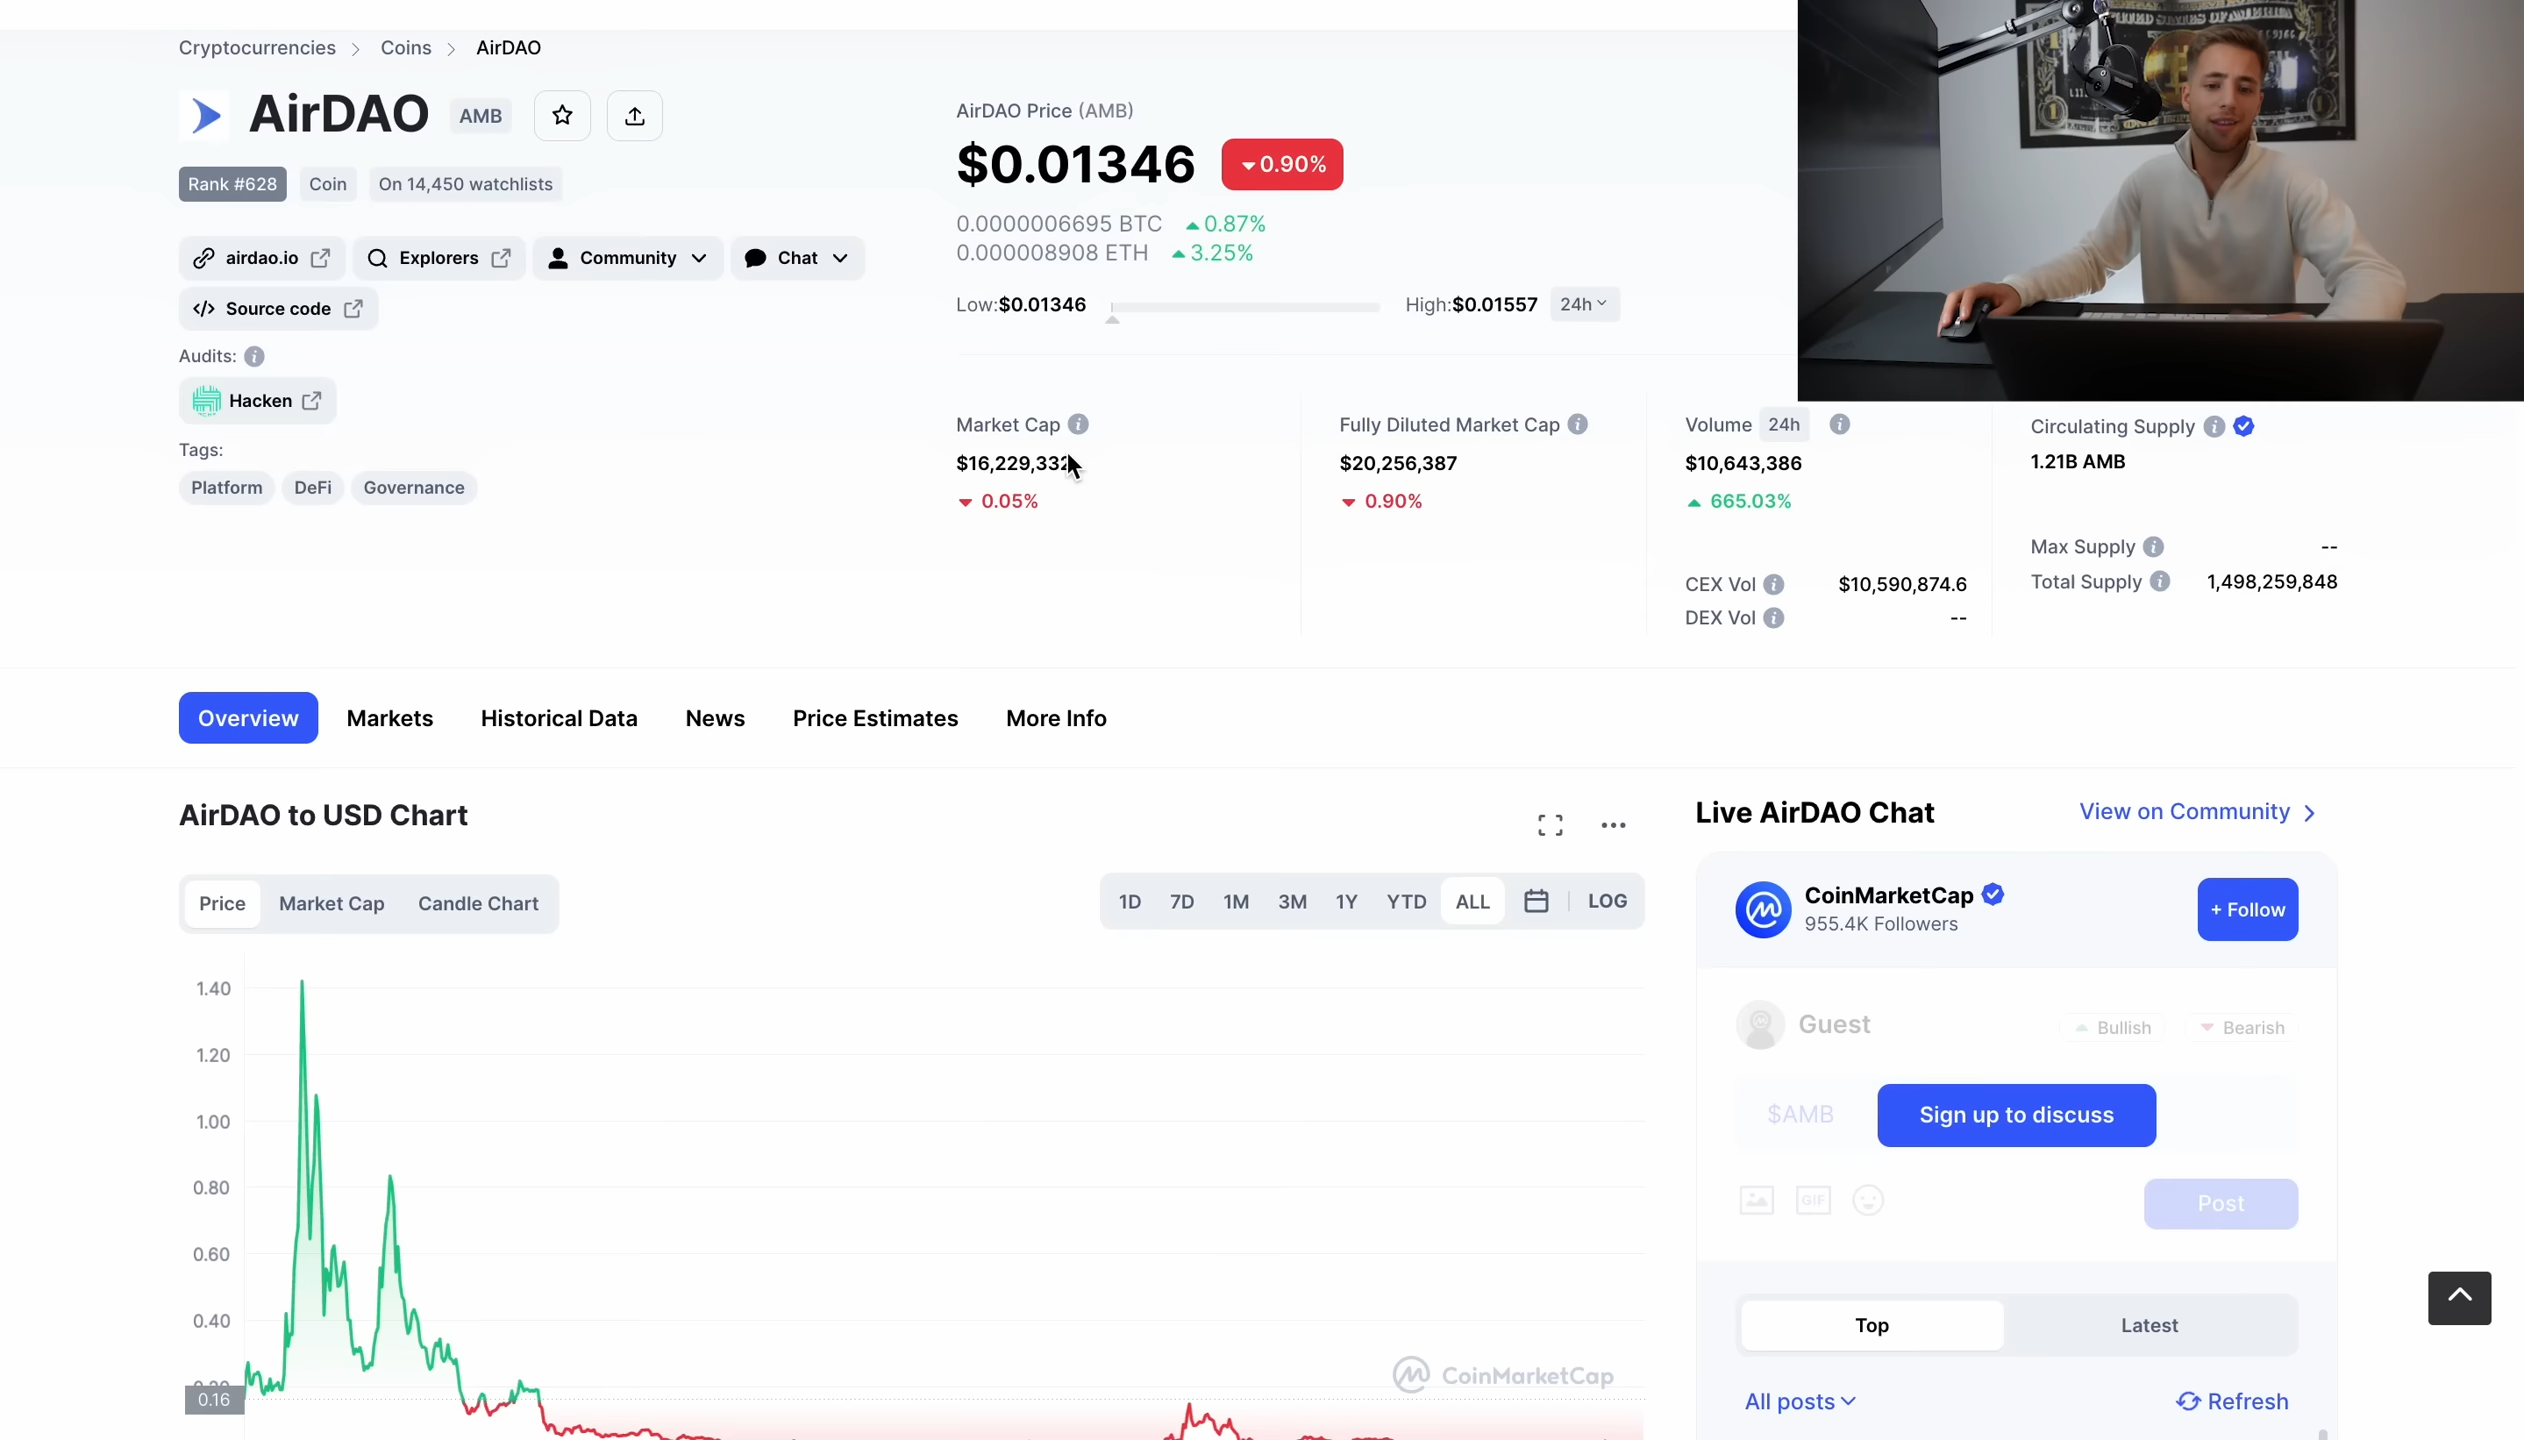 Cryptocurrencies > Coins > AirDAO
AirDAO AMB
Rank #628 Coin On 14,450 watchlists
airdao.io Explorers Community Chat
Source code
Audits:
Hacken
Tags:
Platform DeFi Governance
AirDAO Price (AMB)
$0.01346 0.90%
0.0000006695 BTC 0.87%
0.000008908 ETH 3.25%
Low:$0.01346 High:$0.01557 24h
Market Cap
$16,229,332
0.05%
Fully Diluted Market Cap
$20,256,387
0.90%
Volume 24h
$10,643,386
665.03%
CEX Vol $10,590,874.6
DEX Vol --
Circulating Supply
1.21B AMB
Max Supply --
Total Supply 1,498,259,848
Overview Markets Historical Data News Price Estimates More Info
AirDAO to USD Chart
Price Market Cap Candle Chart
1D 7D 1M 3M 1Y YTD ALL LOG
1.40
1.20
1.00
0.80
0.60
0.40
0.16
CoinMarketCap
Live AirDAO Chat View on Community
CoinMarketCap
955.4K Followers
+ Follow
Guest Bullish Bearish
$AMB
Sign up to discuss
GIF
Post
Top Latest
All posts Refresh